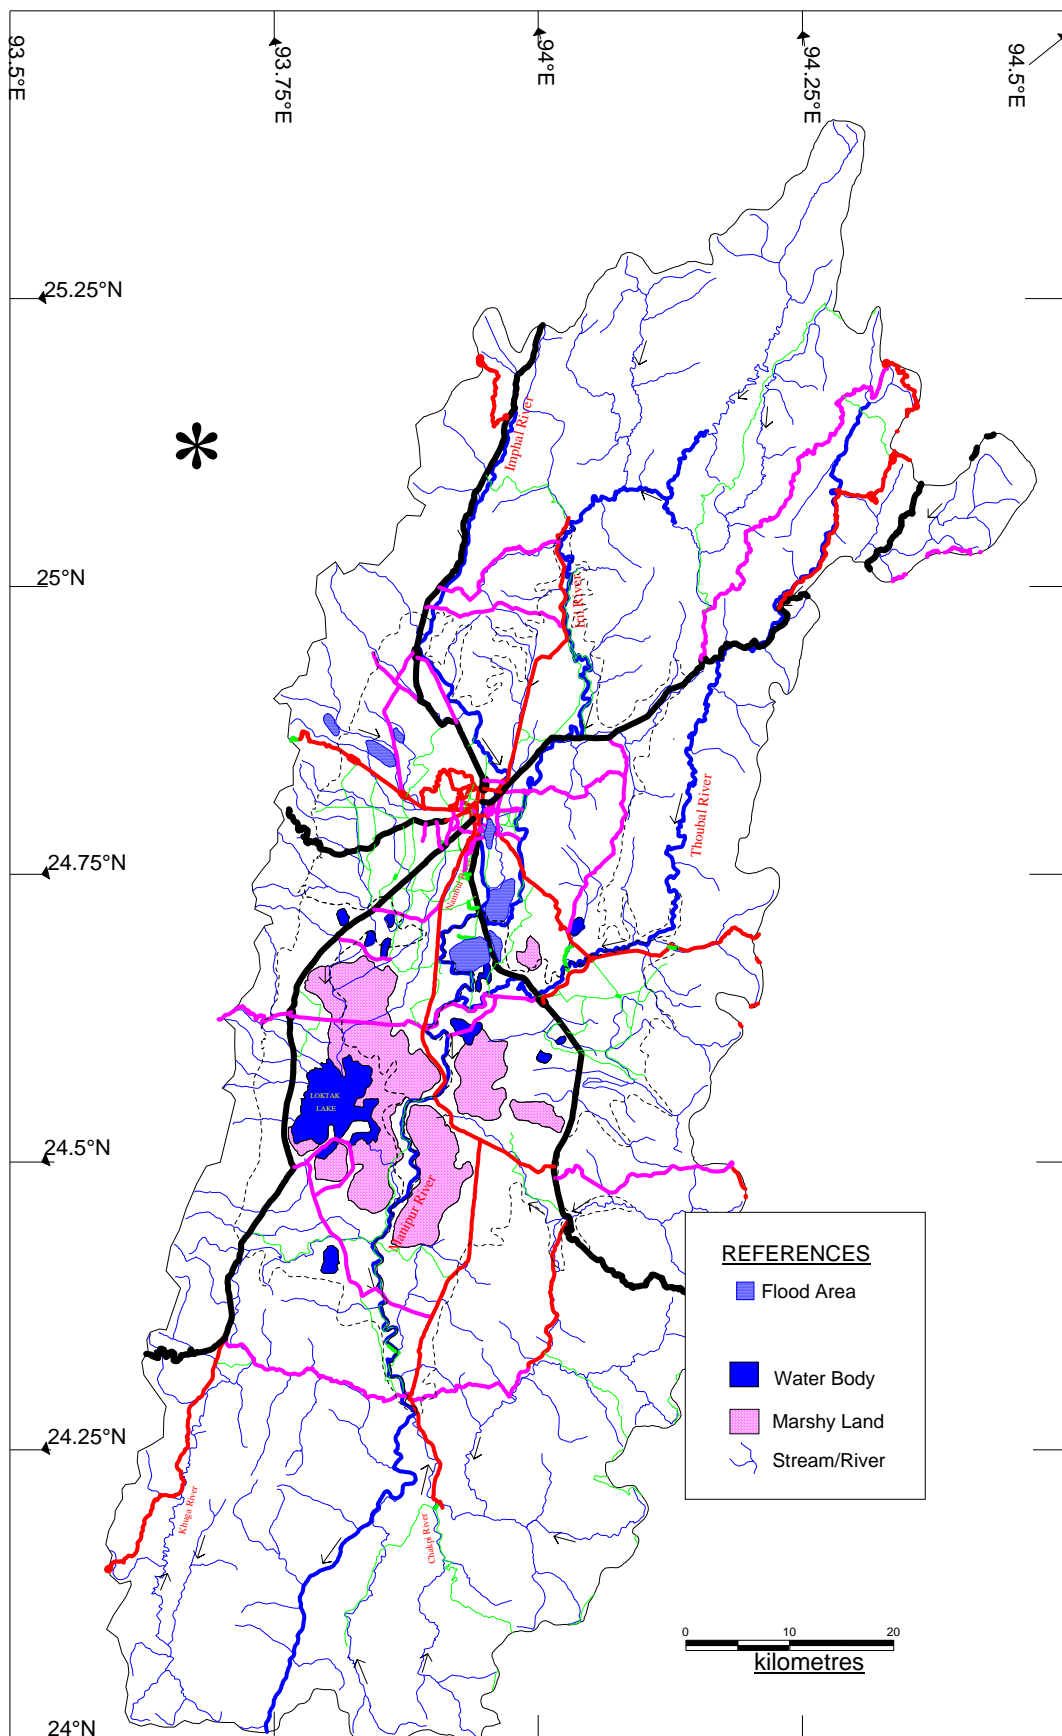 93.5°E
93.75°E
94°E
94.25°E
94.5°E
25.25°N
Imphal River
25°N
Iril River
Thoubal River
24.75°N
LOKTAK
LAKE
24.5°N
Manipur River
REFERENCES
Flood Area
Water Body
Marshy Land
Stream/River
24.25°N
Khuga River
Chakpi River
0 10 20
kilometres
24°N